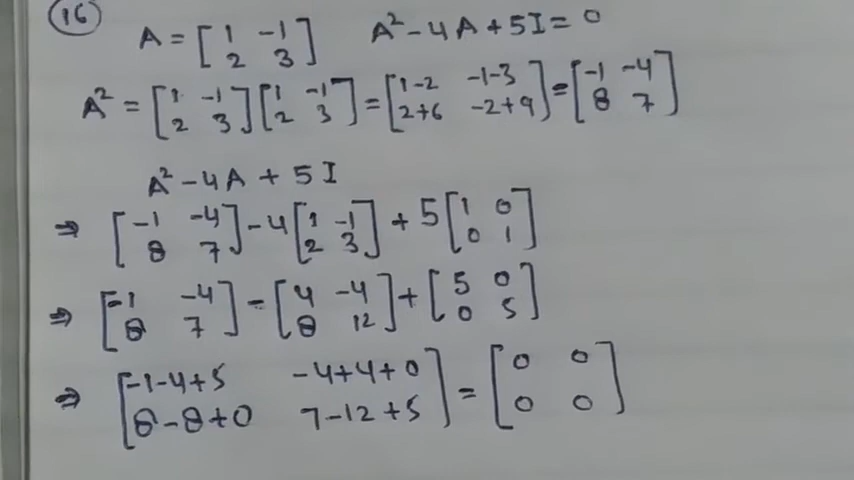 (16) A = [1 -1; 2 3] A² - 4A + 5I = 0
A² = [1 -1; 2 3] [1 -1; 2 3] = [1-2 -1-3; 2+6 -2+9] = [-1 -4; 8 7]
A² - 4A + 5I
⇒ [-1 -4; 8 7] - 4[1 -1; 2 3] + 5[1 0; 0 1]
⇒ [-1 -4; 8 7] - [4 -4; 8 12] + [5 0; 0 5]
⇒ [-1-4+5 -4+4+0; 8-8+0 7-12+5] = [0 0; 0 0]